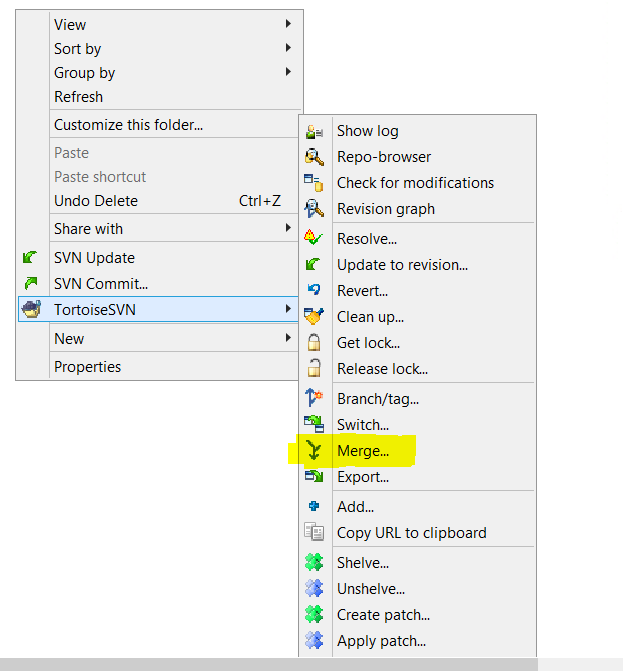 View
Sort by
Group by
Refresh
Customize this folder...
Paste
Paste shortcut
Undo Delete Ctrl+Z
Share with
SVN Update
SVN Commit...
TortoiseSVN
New
Properties
Show log
Repo-browser
Check for modifications
Revision graph
Resolve...
Update to revision...
Revert...
Clean up...
Get lock...
Release lock...
Branch/tag...
Switch...
Merge...
Export...
Add...
Copy URL to clipboard
Shelve...
Unshelve...
Create patch...
Apply patch...